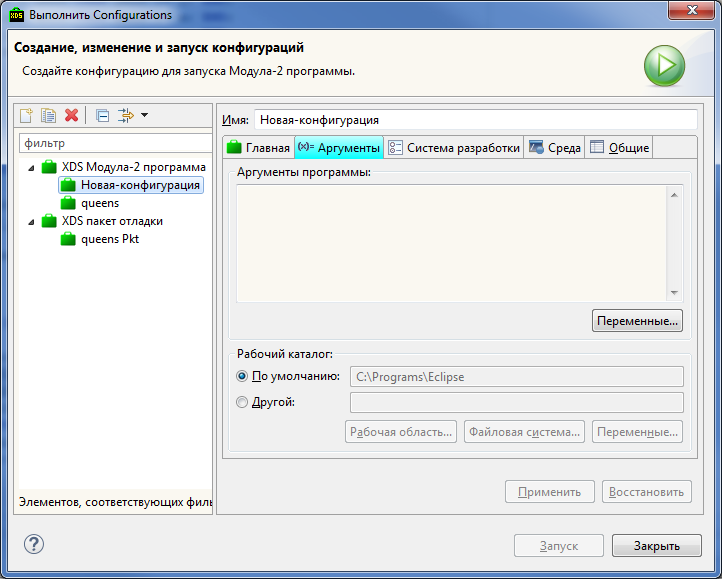 XDS
Выполнить Configurations
Создание, изменение и запуск конфигураций
Создайте конфигурацию для запуска Модула-2 программы.
фильтр
XDS Модула-2 программа
Новая-конфигурация
queens
XDS пакет отладки
queens Pkt
Элементов, соответствующих филь
Имя: Новая-конфигурация
Главная (x)= Аргументы Система разработки Среда Общие
Аргументы программы:
Переменные...
Рабочий каталог:
По умолчанию: C:\Programs\Eclipse
Другой:
Рабочая область... Файловая система... Переменные...
Применить Восстановить
? Запуск Закрыть